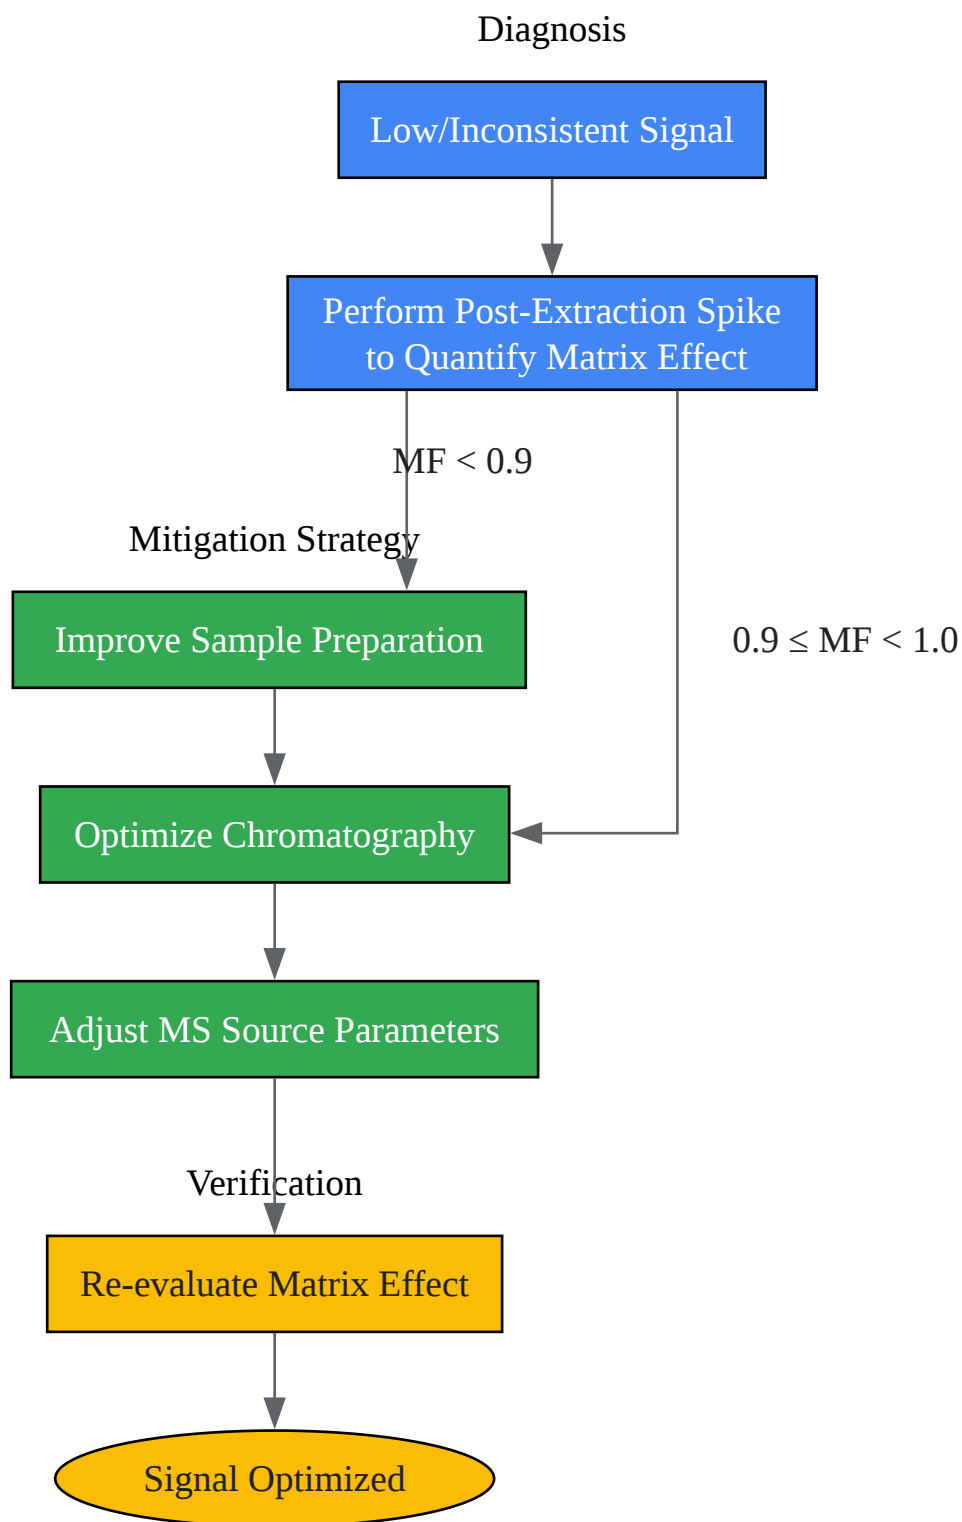 Diagnosis
Low/Inconsistent Signal
Perform Post-Extraction Spike
to Quantify Matrix Effect
MF < 0.9
Mitigation Strategy
Improve Sample Preparation
0.9 ≤ MF < 1.0
Optimize Chromatography
Adjust MS Source Parameters
Verification
Re-evaluate Matrix Effect
Signal Optimized